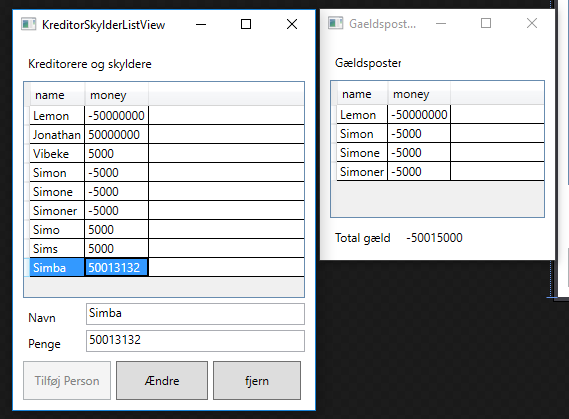 KreditorSkylderListView
Kreditorere og skyldere
name money
Lemon -50000000
Jonathan 50000000
Vibeke 5000
Simon -5000
Simone -5000
Simoner -5000
Simo 5000
Sims 5000
Simba 50013132
Navn Simba
Penge 50013132
Tilføj Person Ændre fjern
Gaeldspost...
Gældsposter
name money
Lemon -50000000
Simon -5000
Simone -5000
Simoner -5000
Total gæld -50015000